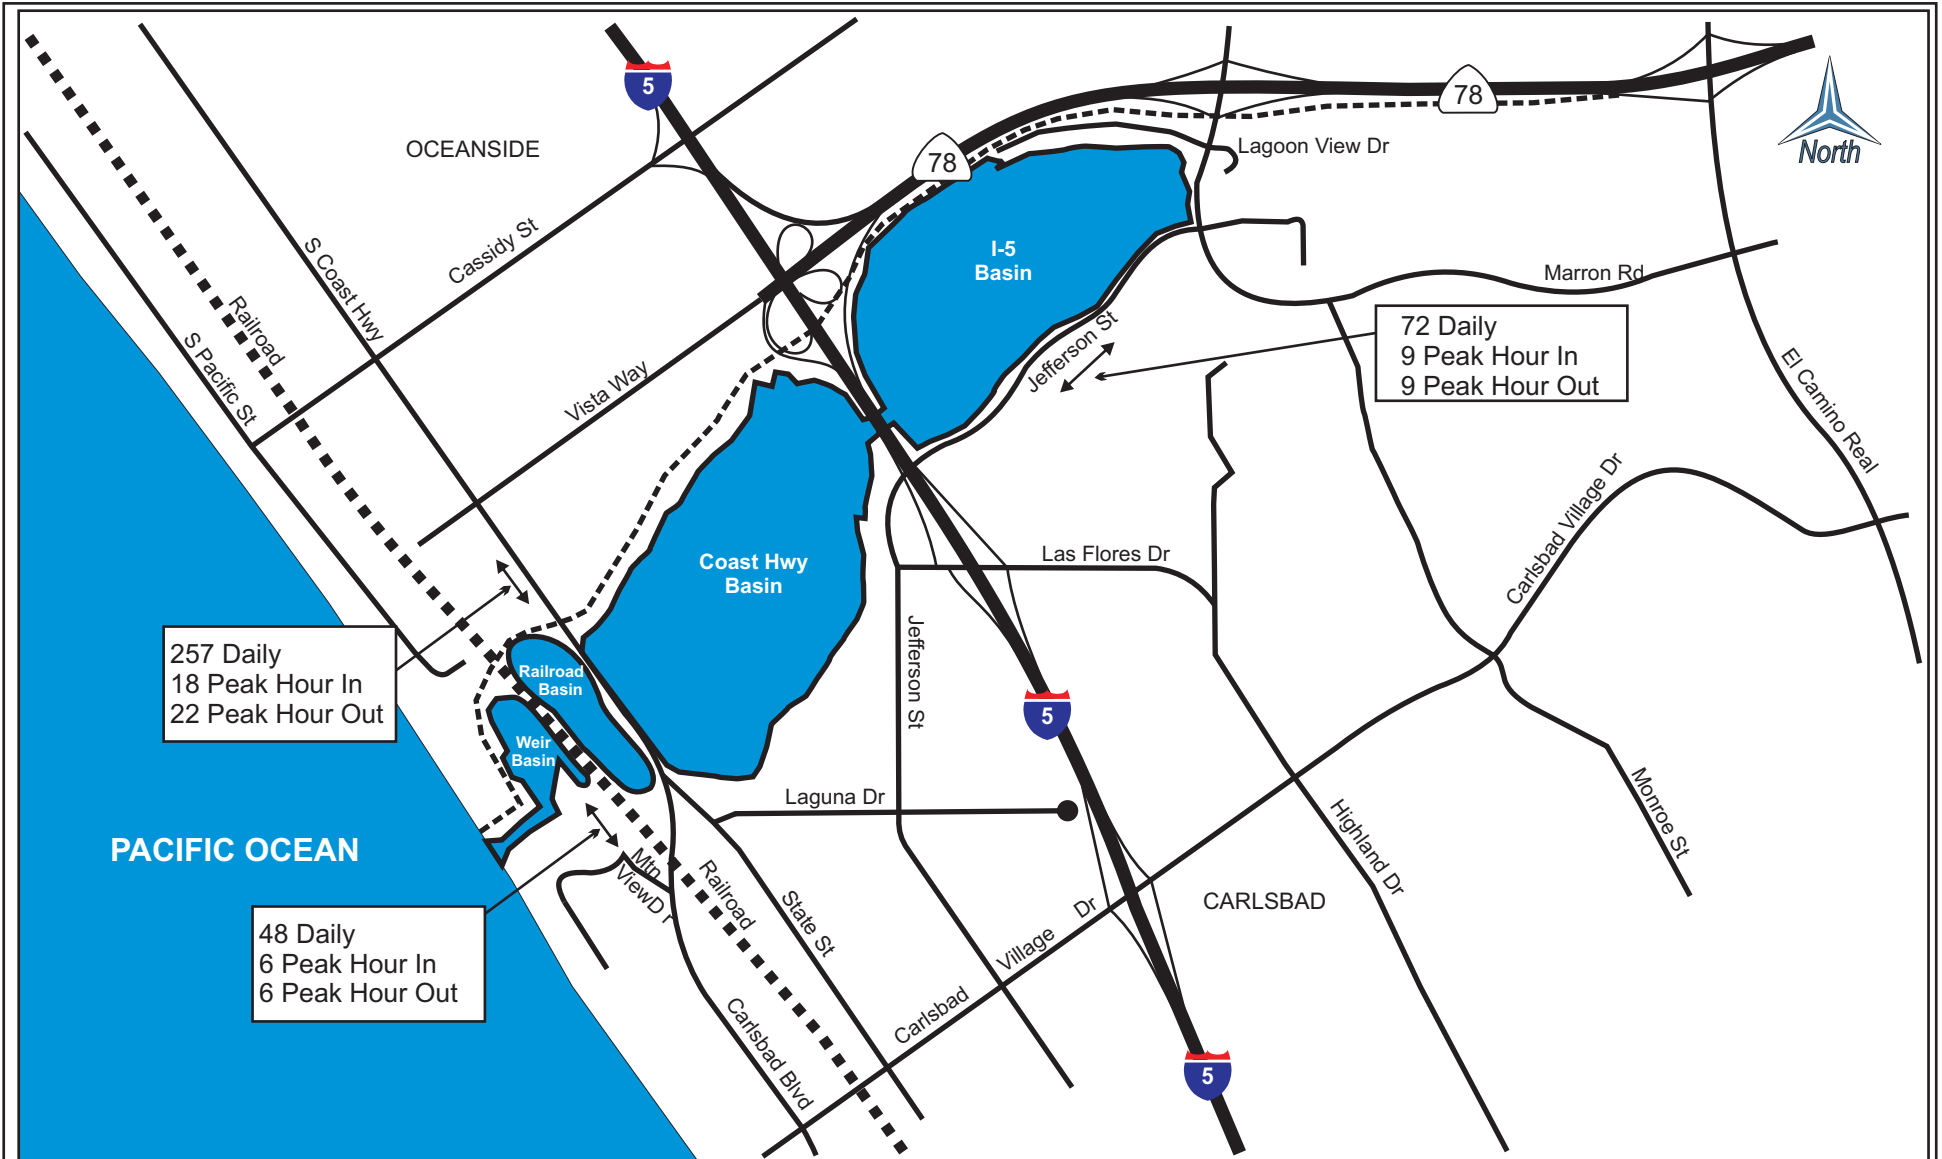 5
78
78
North
OCEANSIDE
Lagoon View Dr
S Coast Hwy
Cassidy St
I-5
Basin
Marron Rd
Railroad
S Pacific St
Vista Way
Jefferson St
72 Daily
9 Peak Hour In
9 Peak Hour Out
El Camino Real
Carlsbad Village Dr
Coast Hwy
Basin
Las Flores Dr
Jefferson St
257 Daily
18 Peak Hour In
22 Peak Hour Out
Railroad
Basin
Weir
Basin
5
Laguna Dr
Monroe St
Highland Dr
PACIFIC OCEAN
Mtn
ViewD r
Railroad
State St
CARLSBAD
48 Daily
6 Peak Hour In
6 Peak Hour Out
Carlsbad Village Dr
Carlsbad Blvd
5